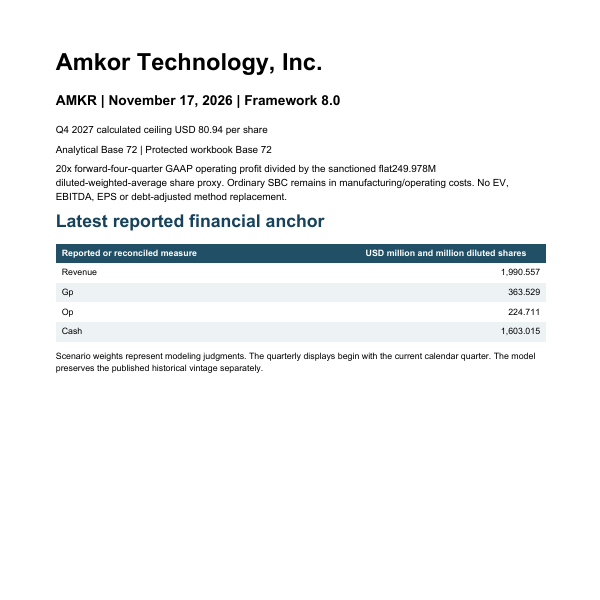 Amkor Technology, Inc.
AMKR | November 17, 2026 | Framework 8.0
Q4 2027 calculated ceiling USD 80.94 per share
Analytical Base 72 | Protected workbook Base 72
20x forward-four-quarter GAAP operating profit divided by the sanctioned flat249.978M
diluted-weighted-average share proxy. Ordinary SBC remains in manufacturing/operating costs. No EV,
EBITDA, EPS or debt-adjusted method replacement.
Latest reported financial anchor
Reported or reconciled measure USD million and million diluted shares
Revenue 1,990.557
Gp 363.529
Op 224.711
Cash 1,603.015
Scenario weights represent modeling judgments. The quarterly displays begin with the current calendar quarter. The model
preserves the published historical vintage separately.